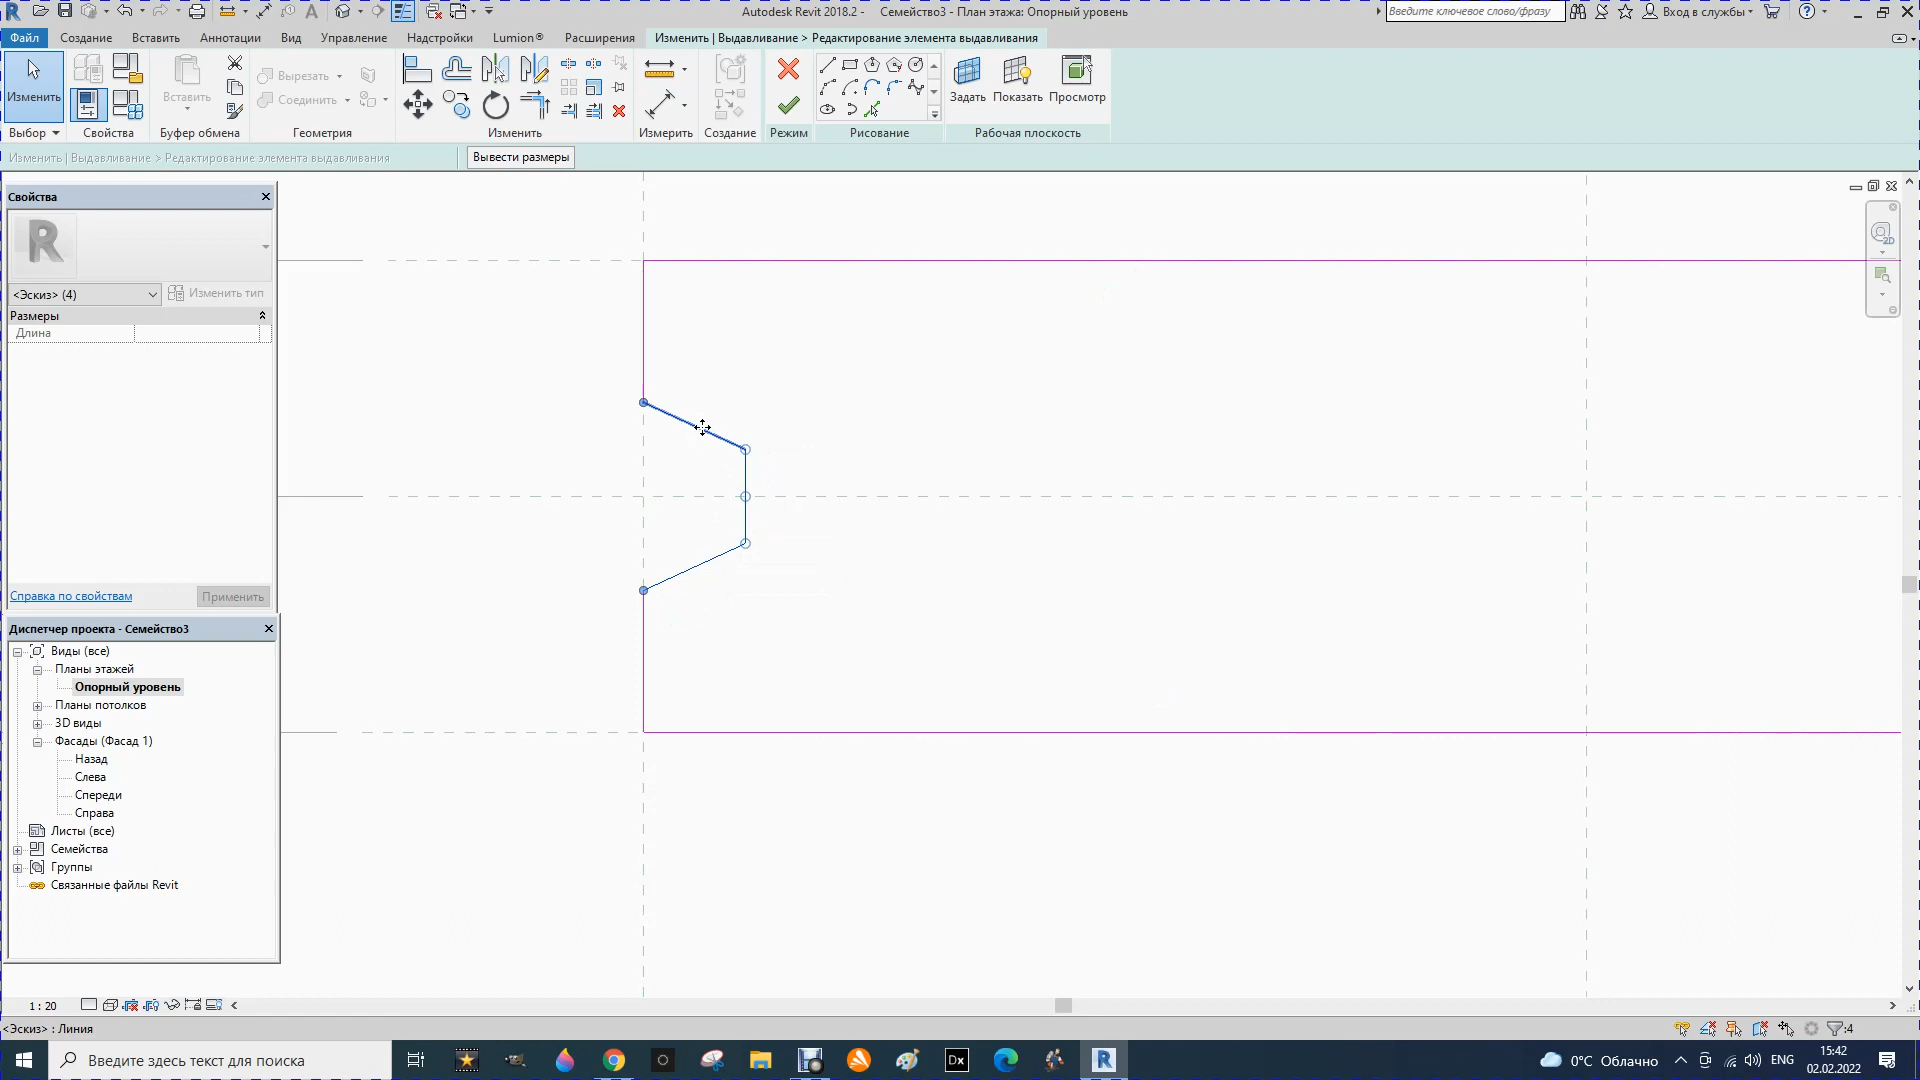 Autodesk Revit 2018.2 - Семейство3 - План этажа: Опорный уровень
Введите ключевое слово/фразу
Вход в службы
Файл Создание Вставить Аннотации Вид Управление Надстройки Lumion® Расширения Изменить | Выдавливание > Редактирование элемента выдавливания
Изменить
Вставить
Вырезать
Соединить
Задать Показать Просмотр
Выбор Свойства Буфер обмена Геометрия Изменить Измерить Создание Режим Рисование Рабочая плоскость
Изменить | Выдавливание > Редактирование элемента выдавливания
Вывести размеры
Свойства
R
<Эскиз> (4)
Изменить тип
Размеры
Длина
Справка по свойствам
Применить
Диспетчер проекта - Семейство3
Виды (все)
Планы этажей
Опорный уровень
Планы потолков
3D виды
Фасады (Фасад 1)
Назад
Слева
Спереди
Справа
Листы (все)
Семейства
Группы
Связанные файлы Revit
2D
1 : 20
<Эскиз> : Линия
:4
Введите здесь текст для поиска
Dx
R
0°C Облачно
ENG
15:42
02.02.2022